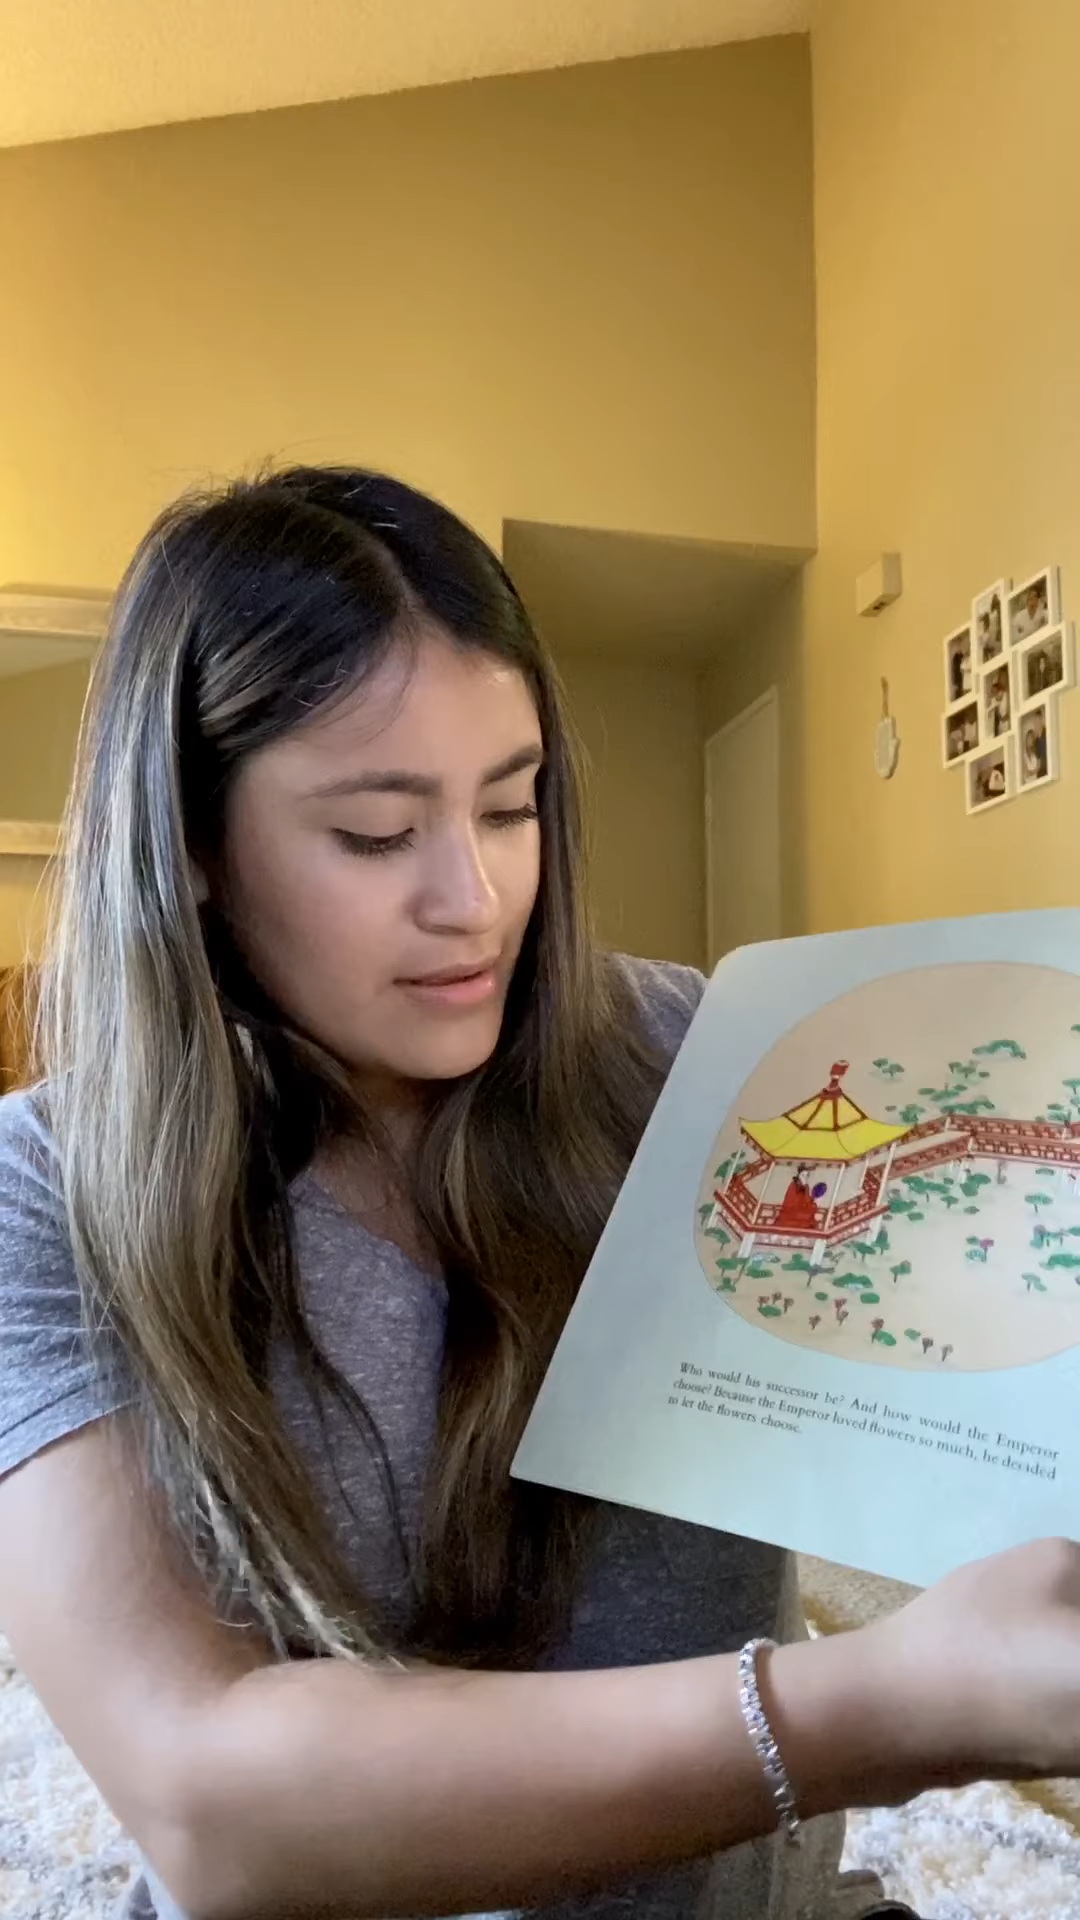 Who would his successor be? And how would the Emperor
choose? Because the Emperor loved flowers so much, he decided
to let the flowers choose.